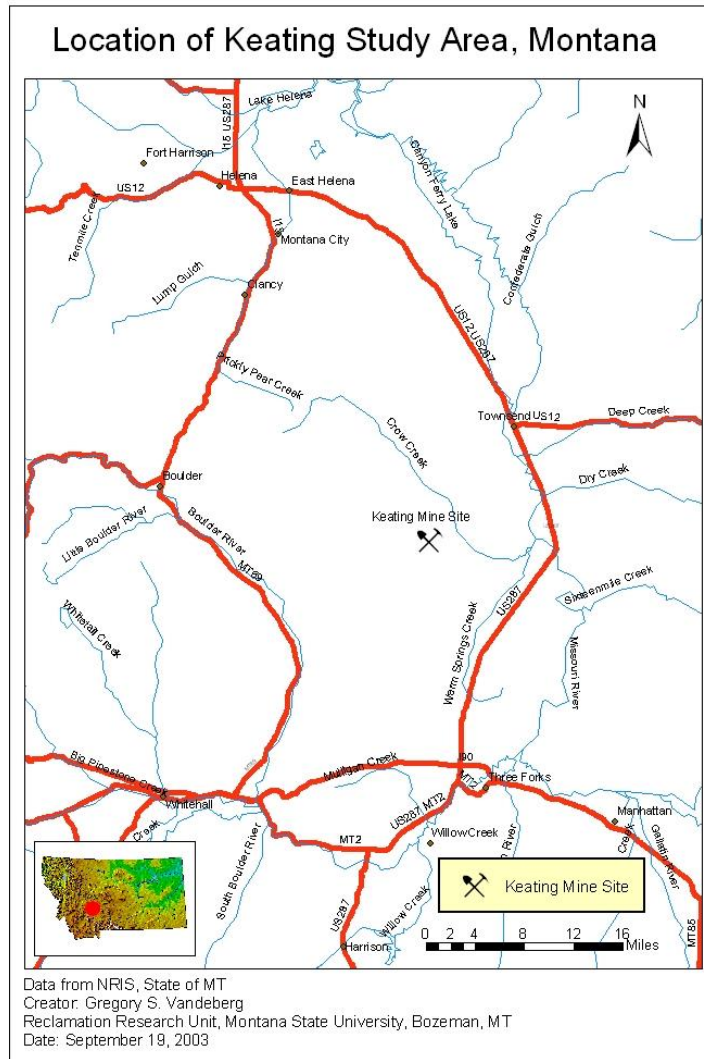 Location of Keating Study Area, Montana
N
Lake Helena
I15 US287
Fort Harrison
Canyon Ferry Lake
US12
Helena
East Helena
Tenmile Creek
I15
Montana City
Confederate Gulch
Lump Gulch
Clancy
US12,US287
Prickly Pear Creek
Townsend US12
Deep Creek
Crow Creek
Boulder
Dry Creek
Little Boulder River
Boulder River
Keating Mine Site
MT69
Sixteenmile Creek
US287
Whitetail Creek
Warm Springs Creek
Missouri River
Big Pipestone Creek
Mulligan Creek
I90
MT2
Three Forks
Whitehall
US287 MT2
Manhattan
Creek
MT2
WillowCreek
River
Creek
Gallatin River
South Boulder River
Keating Mine Site
US287
Willow Creek
Harrison
MT85
0 2 4 8 12 16
Miles
Data from NRIS, State of MT
Creator: Gregory S. Vandeberg
Reclamation Research Unit, Montana State University, Bozeman, MT
Date: September 19, 2003